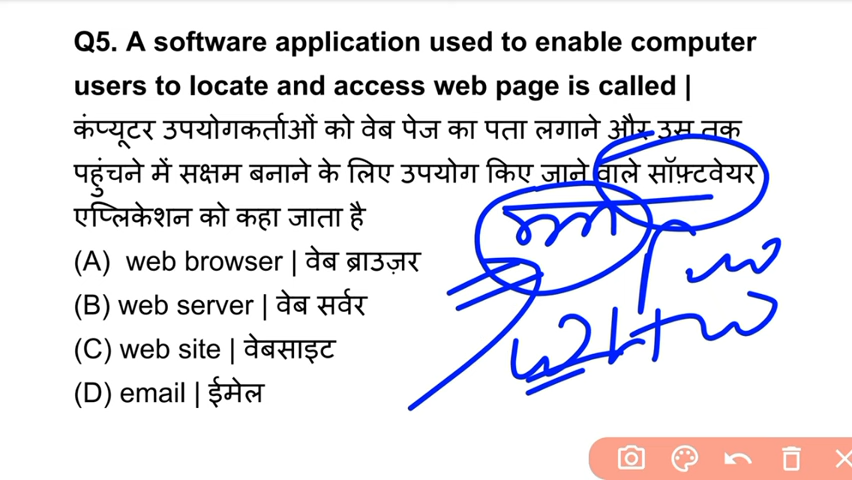 Q5. A software application used to enable computer
users to locate and access web page is called |
कंप्यूटर उपयोगकर्ताओं को वेब पेज का पता लगाने और उस तक
पहुंचने में सक्षम बनाने के लिए उपयोग किए जाने वाले सॉफ़्टवेयर
एप्लिकेशन को कहा जाता है
(A) web browser | वेब ब्राउज़र
(B) web server | वेब सर्वर
(C) web site | वेबसाइट
(D) email | ईमेल